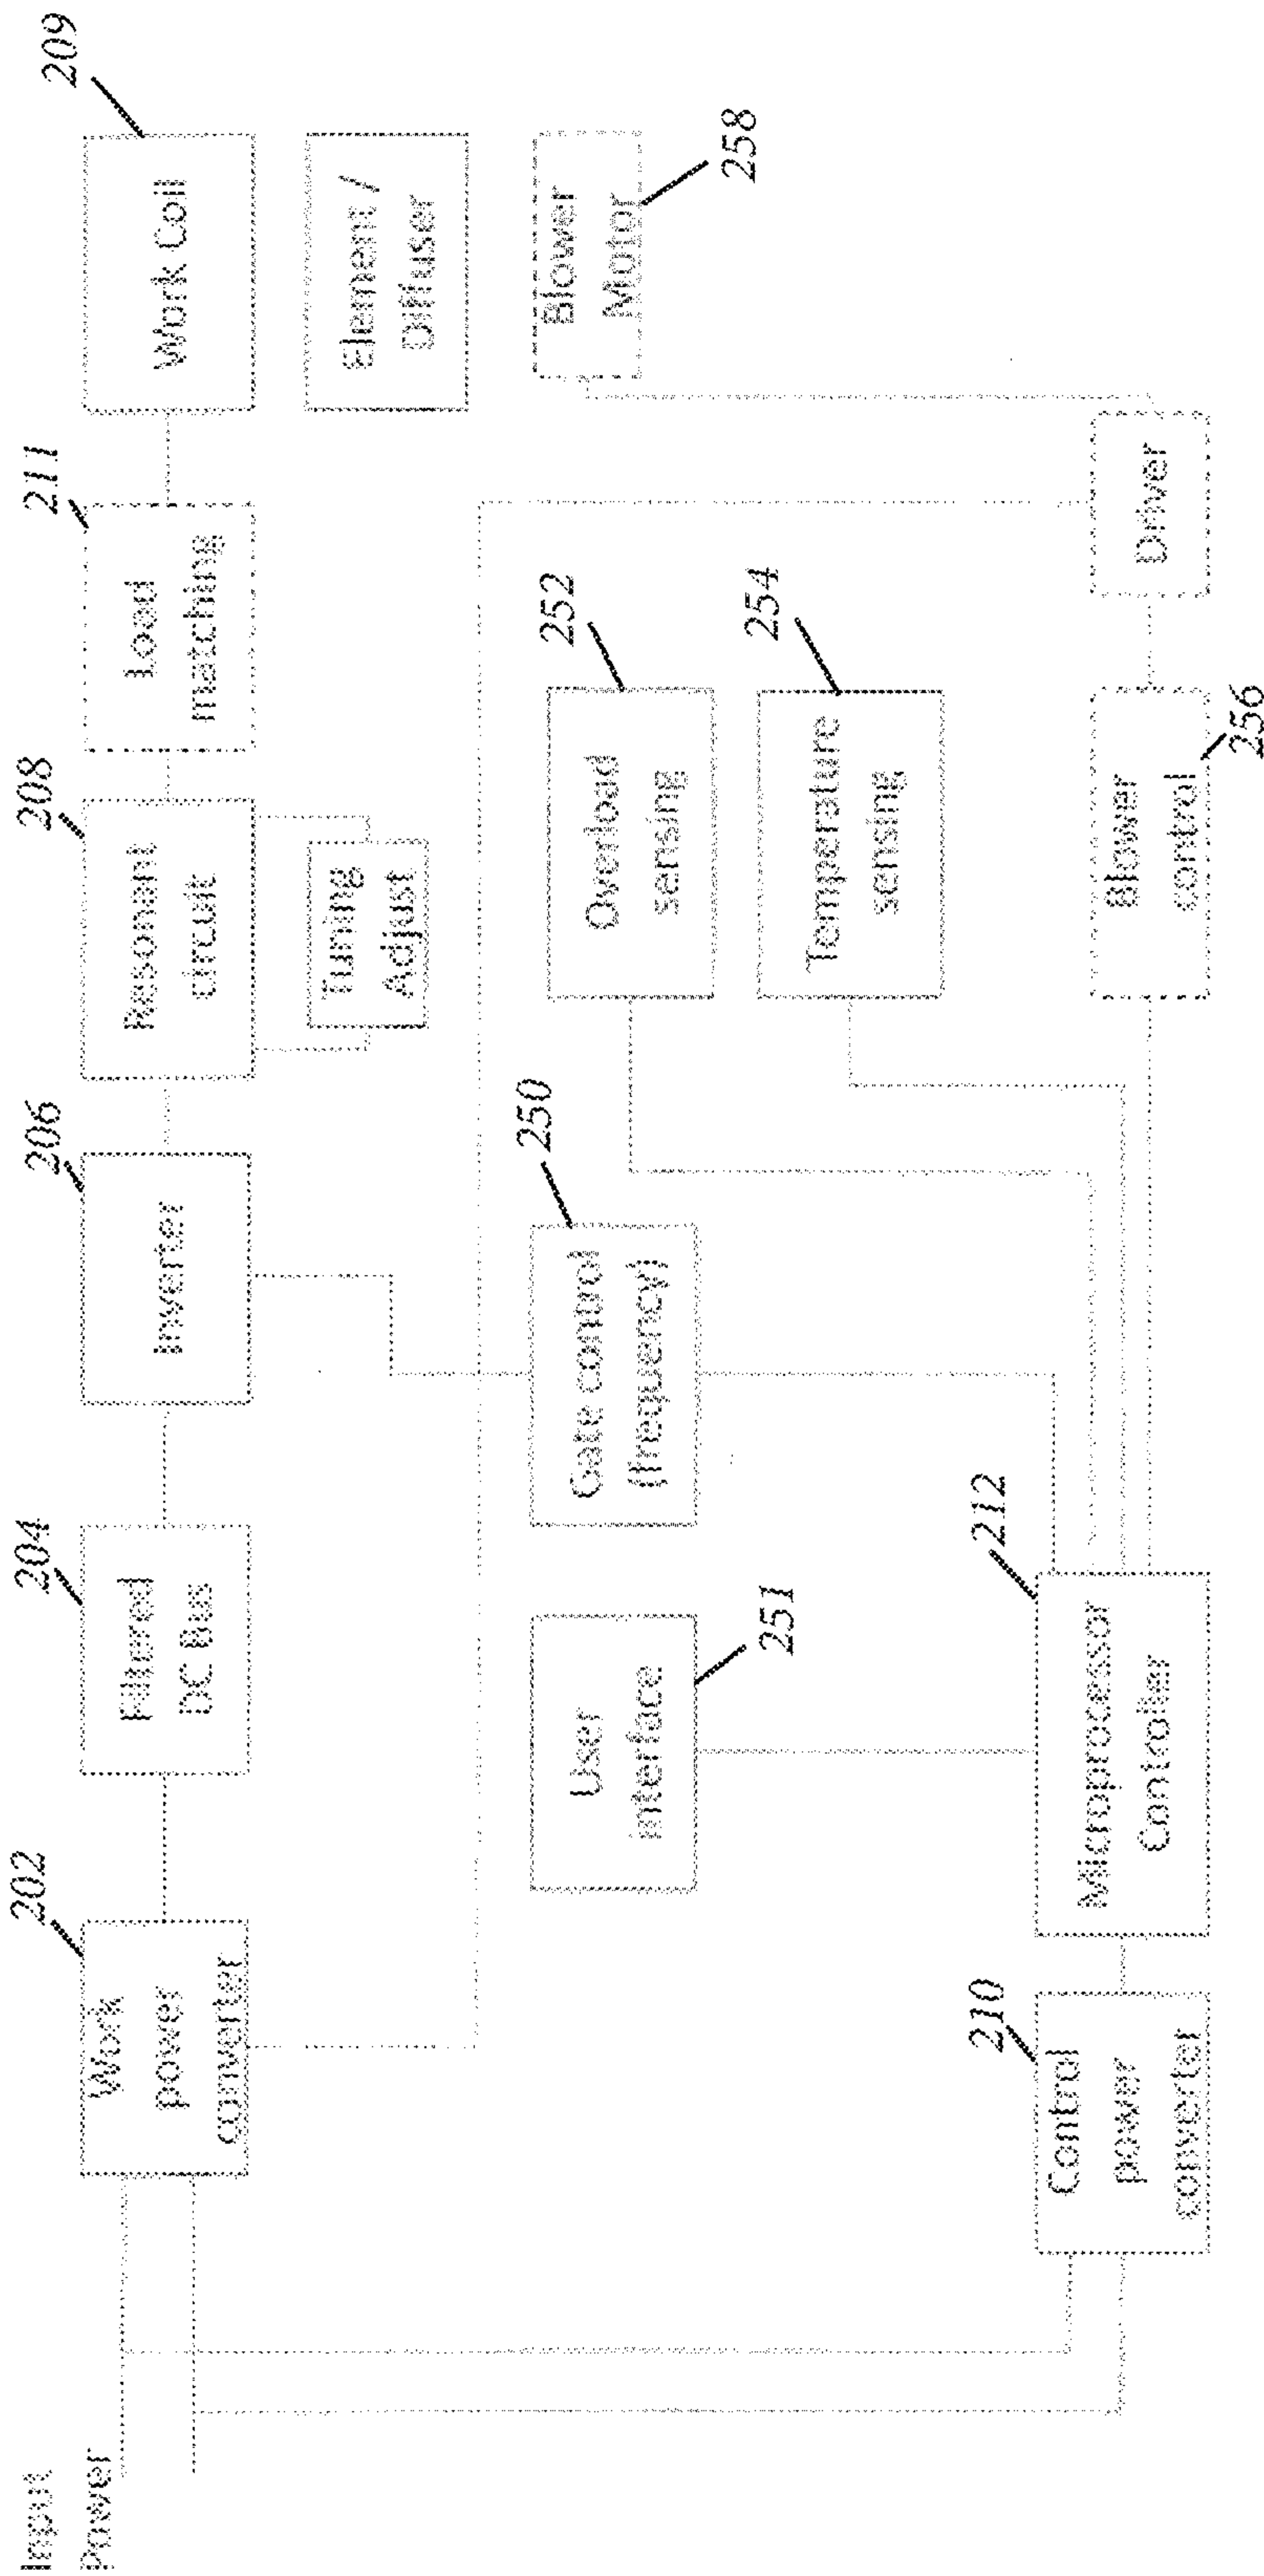 Input
Power
202
Work
power
converter
204
Filtered
DC Bus
206
Inverter
208
Resonant
circuit
Tuning
Adjust
211
Load
matching
209
Work Coil
Element /
Diffuser
Blower
Motor
258
User
interface
251
250
Gate control
(frequency)
252
Overload
sensing
254
Temperature
sensing
210
Control
power
converter
212
Microprocessor
Controller
Blower
control
256
Driver